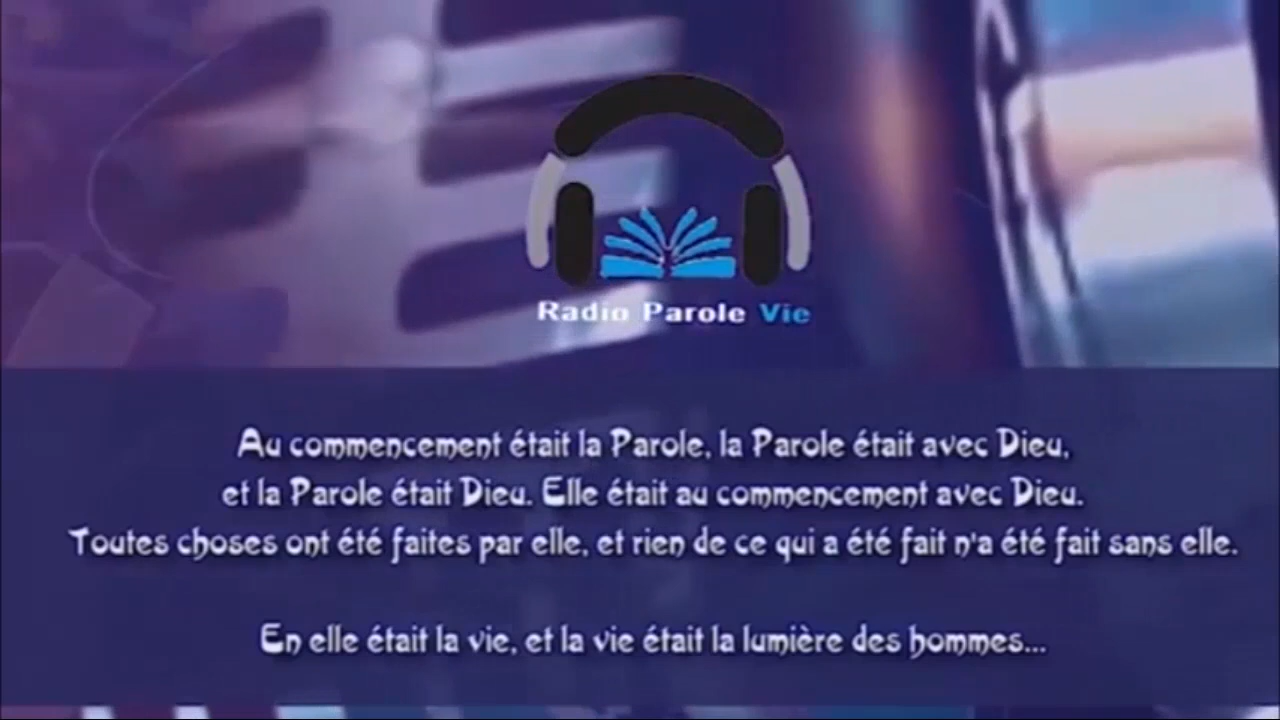 Radio Parole Vie
Au commencement était la Parole, la Parole était avec Dieu,
et la Parole était Dieu. Elle était au commencement avec Dieu.
Toutes choses ont été faites par elle, et rien de ce qui a été fait n'a été fait sans elle.
En elle était la vie, et la vie était la lumière des hommes...